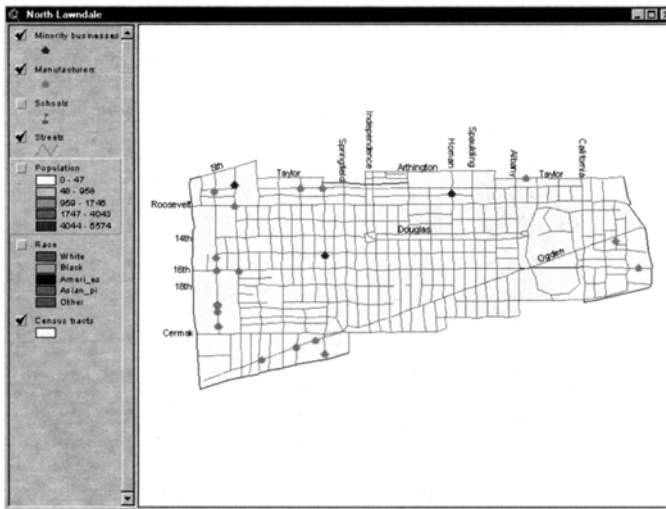 North Lawndale
Minority businesses
Manufacturers
Schools
Streets
Population
0 - 47
48 - 958
959 - 1746
1747 - 4043
4044 - 5574
Race
White
Black
Ameri_es
Asian_pi
Other
Census tracts
5th
Taylor
Springfield
Independence
Arthington
Homan
Spaulding
Albany
Taylor
California
Roosevelt
14th
Douglas
16th
Ogden
18th
Cermak